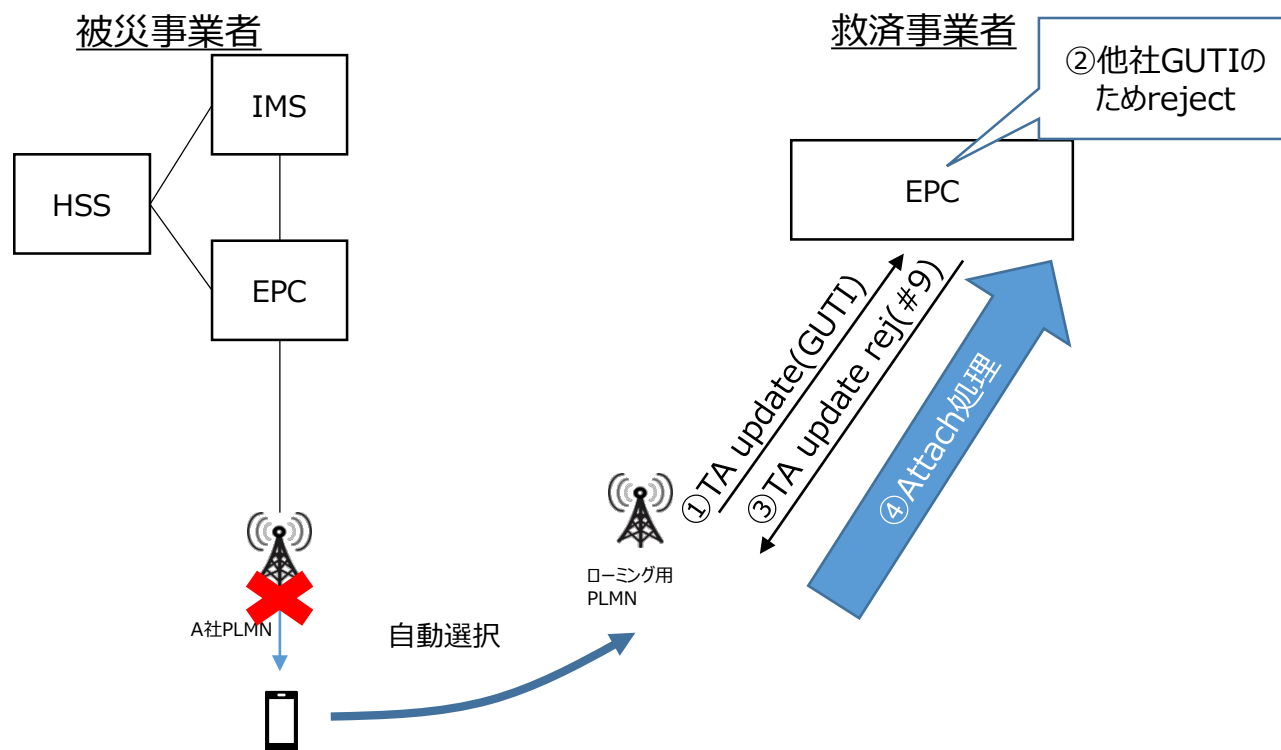 被災事業者
救済事業者
②他社GUTIの
ためreject
IMS
HSS
EPC
EPC
①TA update(GUTI)
③TA update rej(#9)
④Attach処理
ローミング用
PLMN
A社PLMN
自動選択